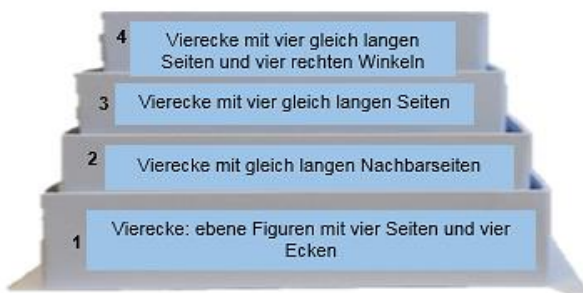 4 Vierecke mit vier gleich langen
Seiten und vier rechten Winkeln
3 Vierecke mit vier gleich langen Seiten
2 Vierecke mit gleich langen Nachbarseiten
1 Vierecke: ebene Figuren mit vier Seiten und vier
Ecken